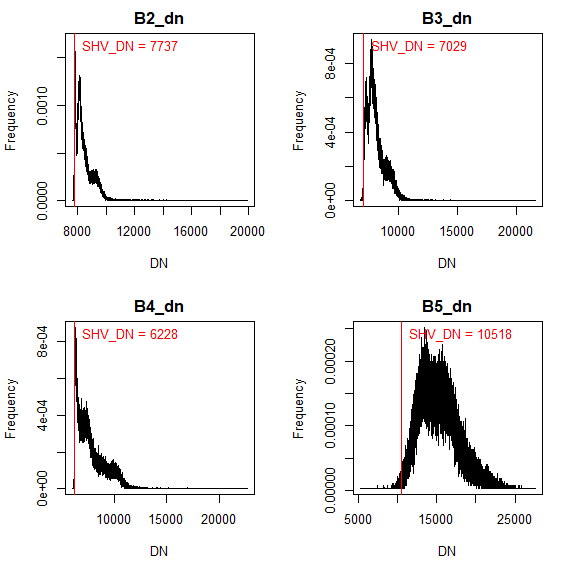 B2_dn
SHV_DN = 7737
Frequency
0.0000
0.0010
8000 12000 16000 20000
DN
B3_dn
SHV_DN = 7029
Frequency
0e+00
4e-04
8e-04
10000 15000 20000
DN
B4_dn
SHV_DN = 6228
Frequency
0e+00
4e-04
8e-04
10000 15000 20000
DN
B5_dn
SHV_DN = 10518
Frequency
0.00000
0.00010
0.00020
5000 15000 25000
DN